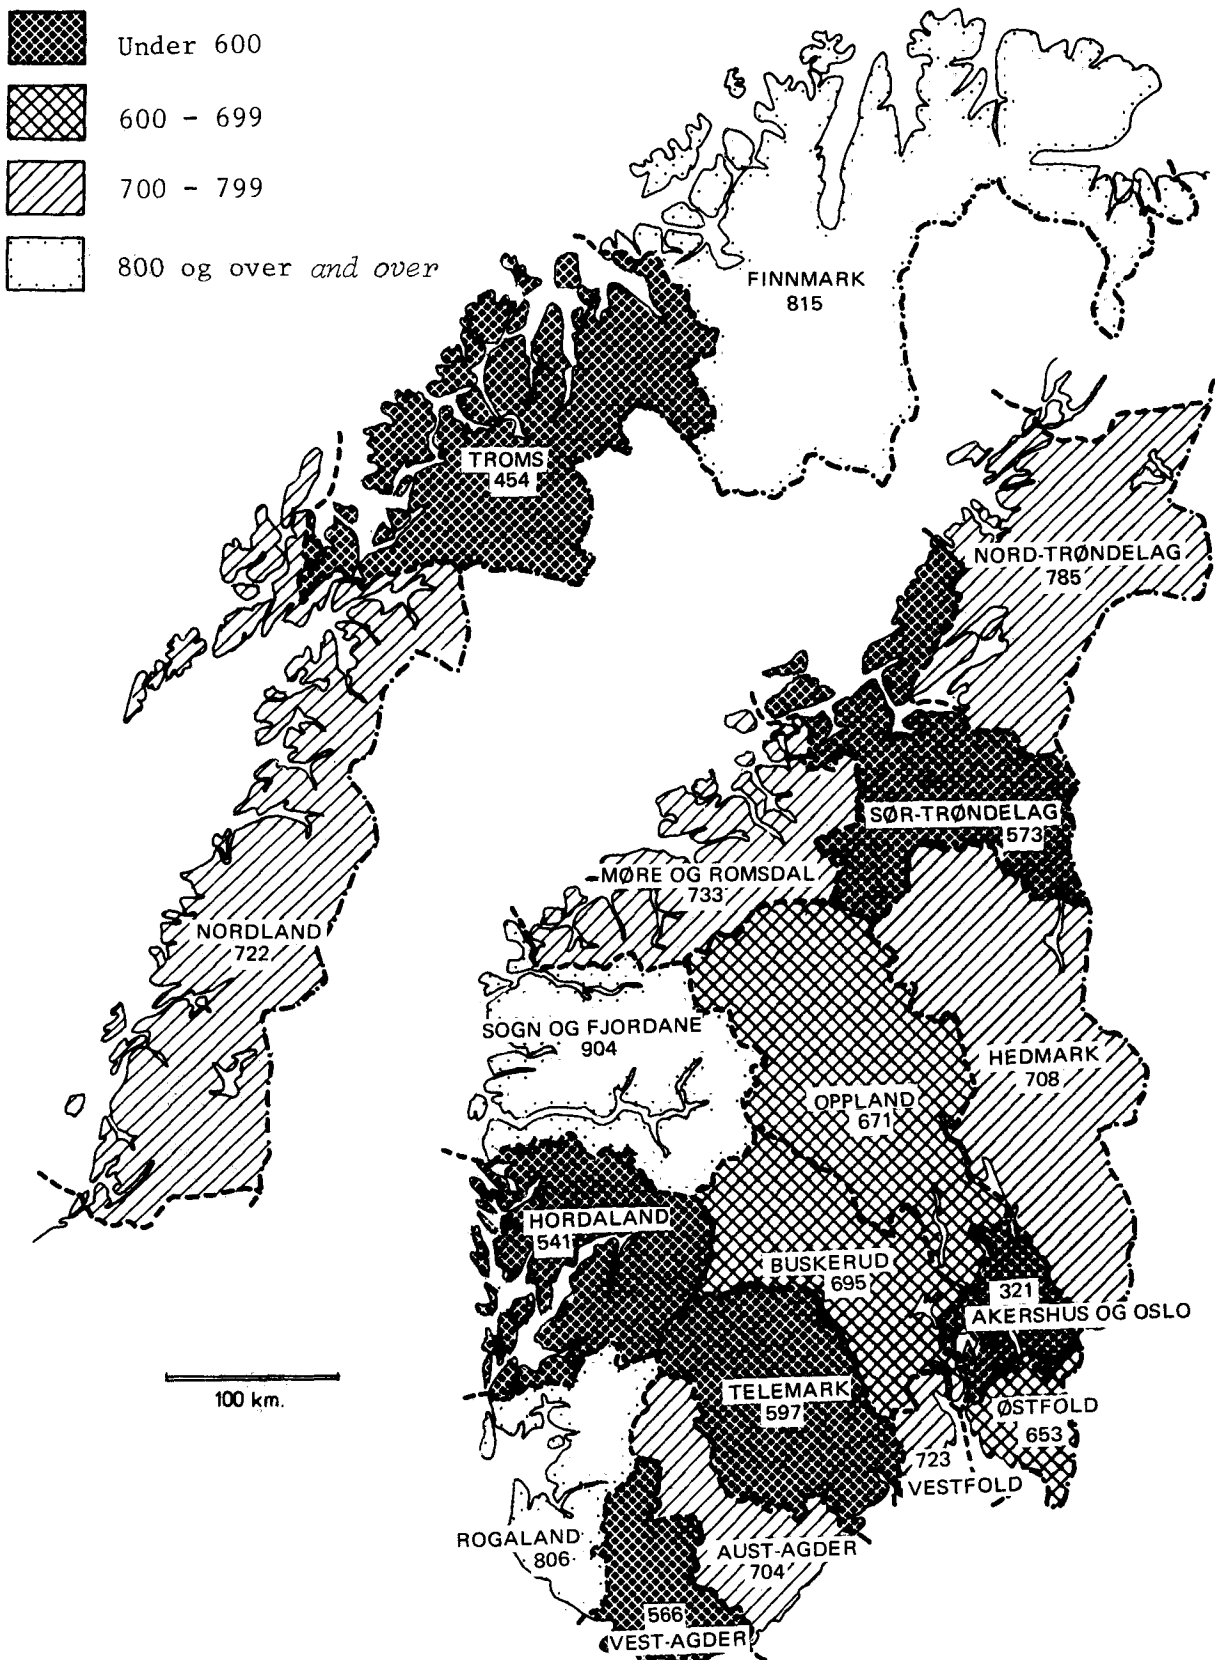 Under 600
600 - 699
700 - 799
800 og over and over
FINNMARK
815
TROMS
454
NORD-TRØNDELAG
785
SØR-TRØNDELAG
573
MØRE OG ROMSDAL
733
NORDLAND
722
SOGN OG FJORDANE
904
HEDMARK
708
OPPLAND
671
HORDALAND
541
BUSKERUD
695
321
AKERSHUS OG OSLO
100 km.
TELEMARK
597
ØSTFOLD
653
723
VESTFOLD
ROGALAND
806
AUST-AGDER
704
566
VEST-AGDER